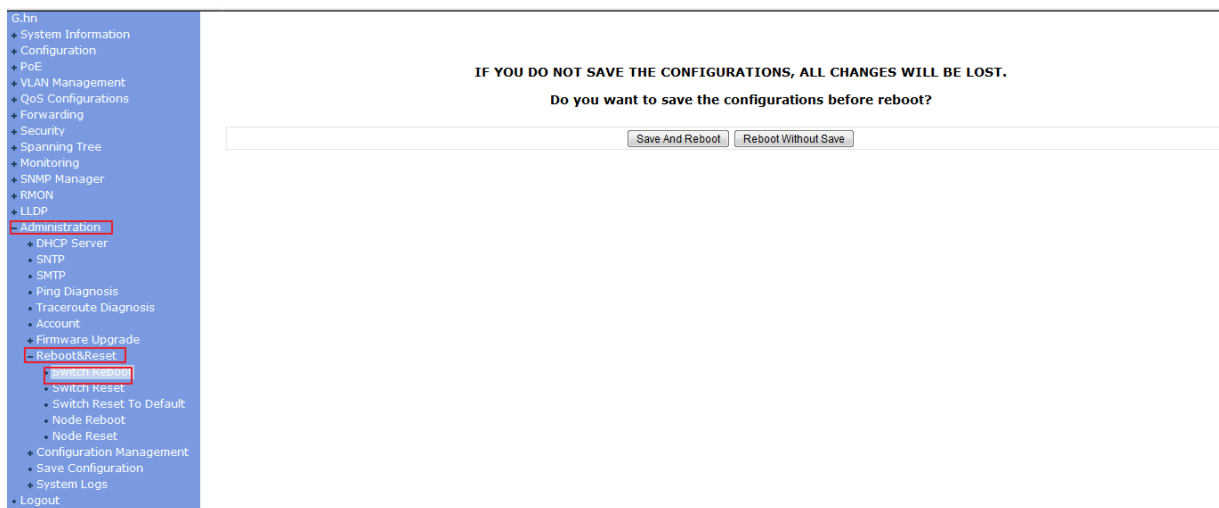 G.hn
System Information
Configuration
PoE
VLAN Management
QoS Configurations
Forwarding
Security
Spanning Tree
Monitoring
SNMP Manager
RMON
LLDP
Administration
DHCP Server
SNTP
SMTP
Ping Diagnosis
Traceroute Diagnosis
Account
Firmware Upgrade
Reboot&Reset
Switch Reboot
Switch Reset
Switch Reset To Default
Node Reboot
Node Reset
Configuration Management
Save Configuration
System Logs
Logout
IF YOU DO NOT SAVE THE CONFIGURATIONS, ALL CHANGES WILL BE LOST.
Do you want to save the configurations before reboot?
Save And Reboot Reboot Without Save